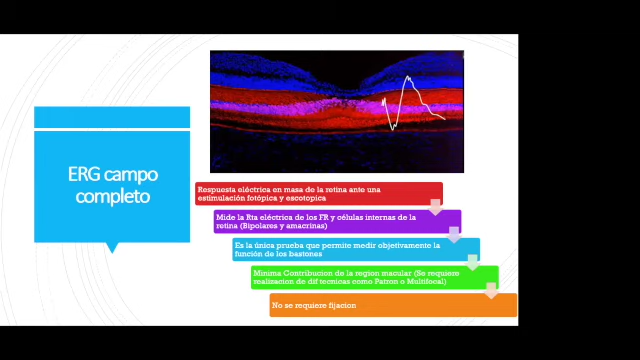 ERG campo
completo
Respuesta eléctrica en masa de la retina ante una
estimulación fotópica y escotopica
Mide la Rta eléctrica de los FR y células internas de la
retina (Bipolares y amacrinas)
Es la única prueba que permite medir objetivamente la
función de los bastones
Minima Contribucion de la region macular (Se requiere
realizacion de dif tecnicas como Patron o Multifocal)
No se requiere fijacion